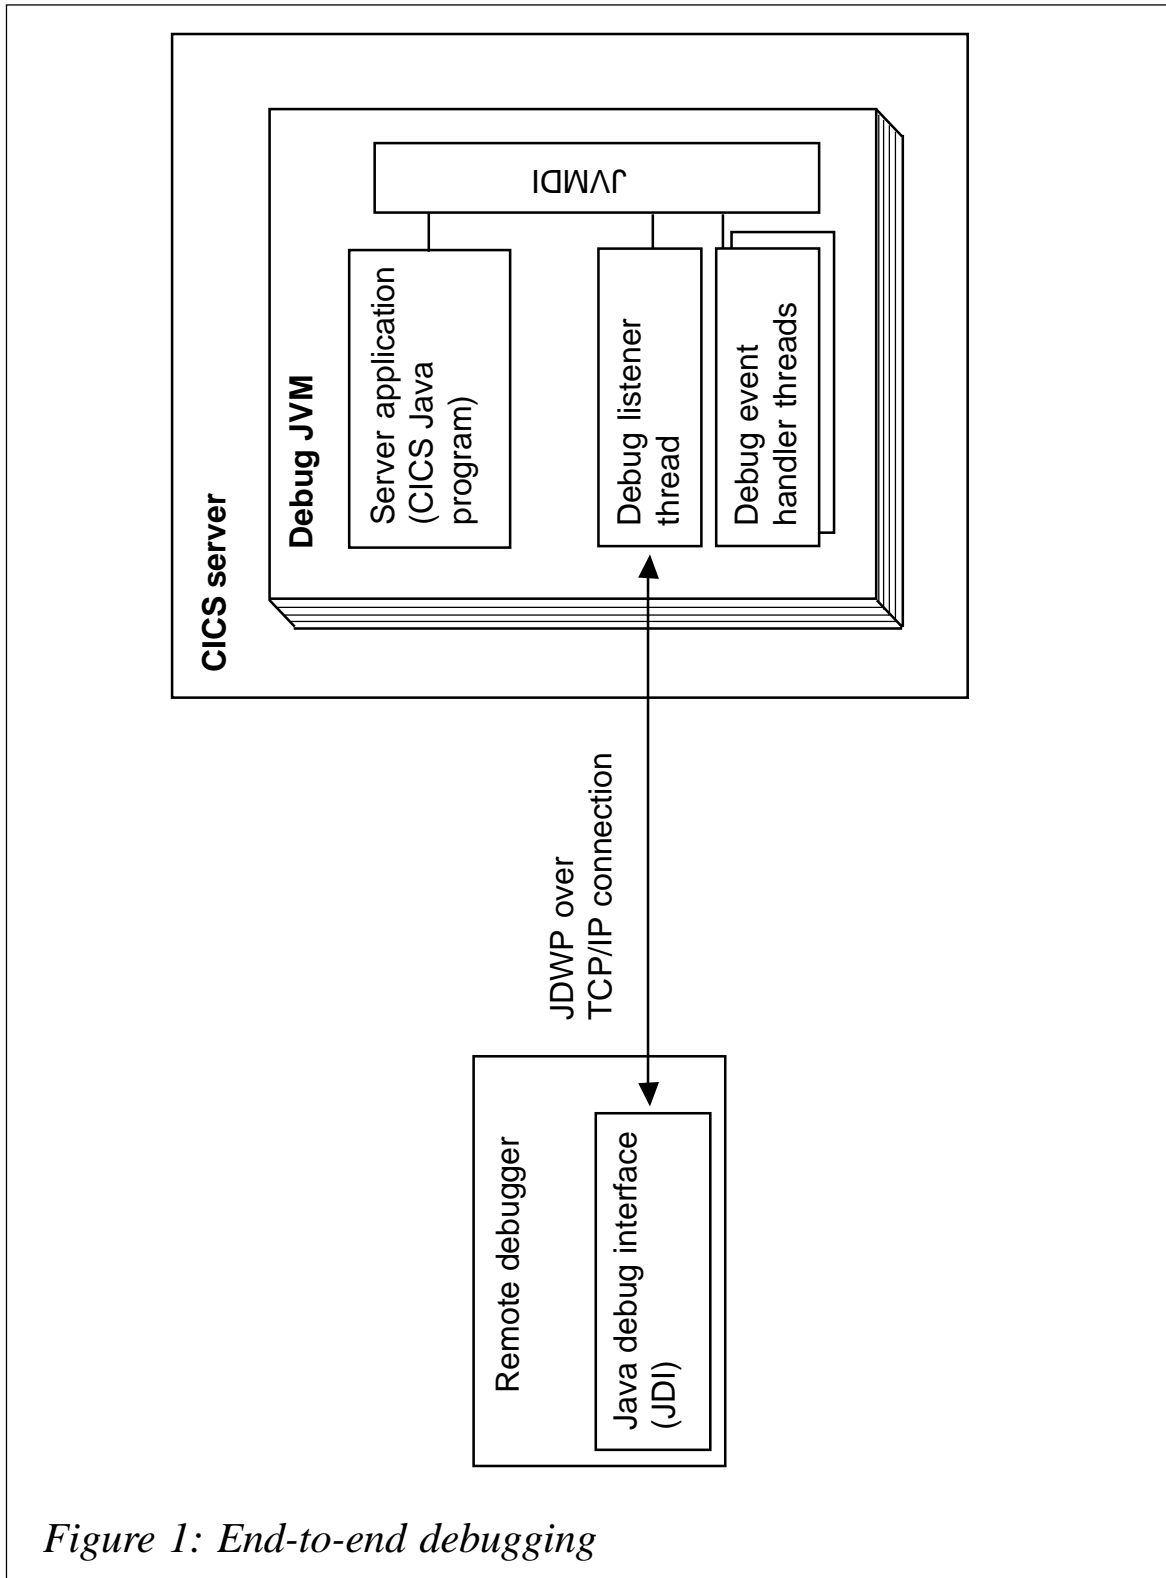 CICS server
Debug JVM
Server application
(CICS Java
program)
JVMDI
Debug listener
thread
Debug event
handler threads
JDWP over
TCP/IP connection
Remote debugger
Java debug interface
(JDI)
Figure 1: End-to-end debugging